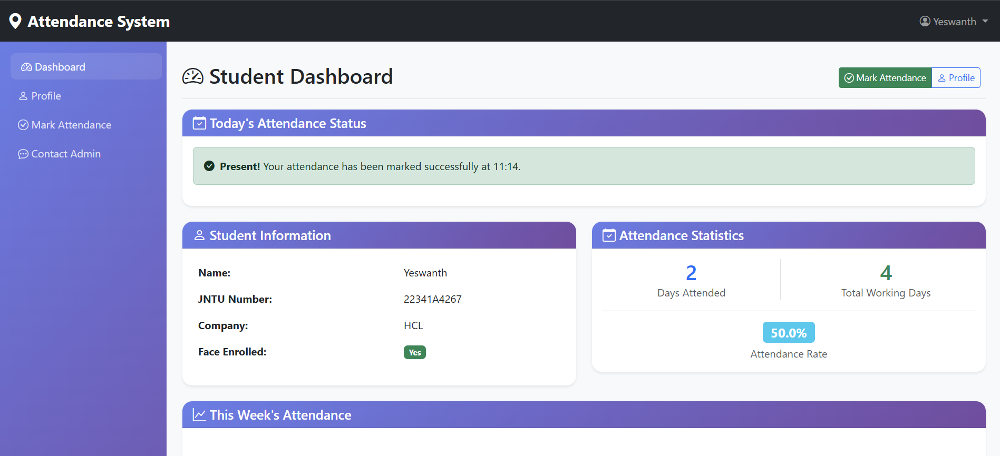 Attendance System
Yeswanth
Dashboard
Profile
Mark Attendance
Contact Admin
Student Dashboard
Mark Attendance
Profile
Today's Attendance Status
Present! Your attendance has been marked successfully at 11:14.
Student Information
Name: Yeswanth
JNTU Number: 22341A4267
Company: HCL
Face Enrolled: Yes
Attendance Statistics
2
Days Attended
4
Total Working Days
50.0%
Attendance Rate
This Week's Attendance